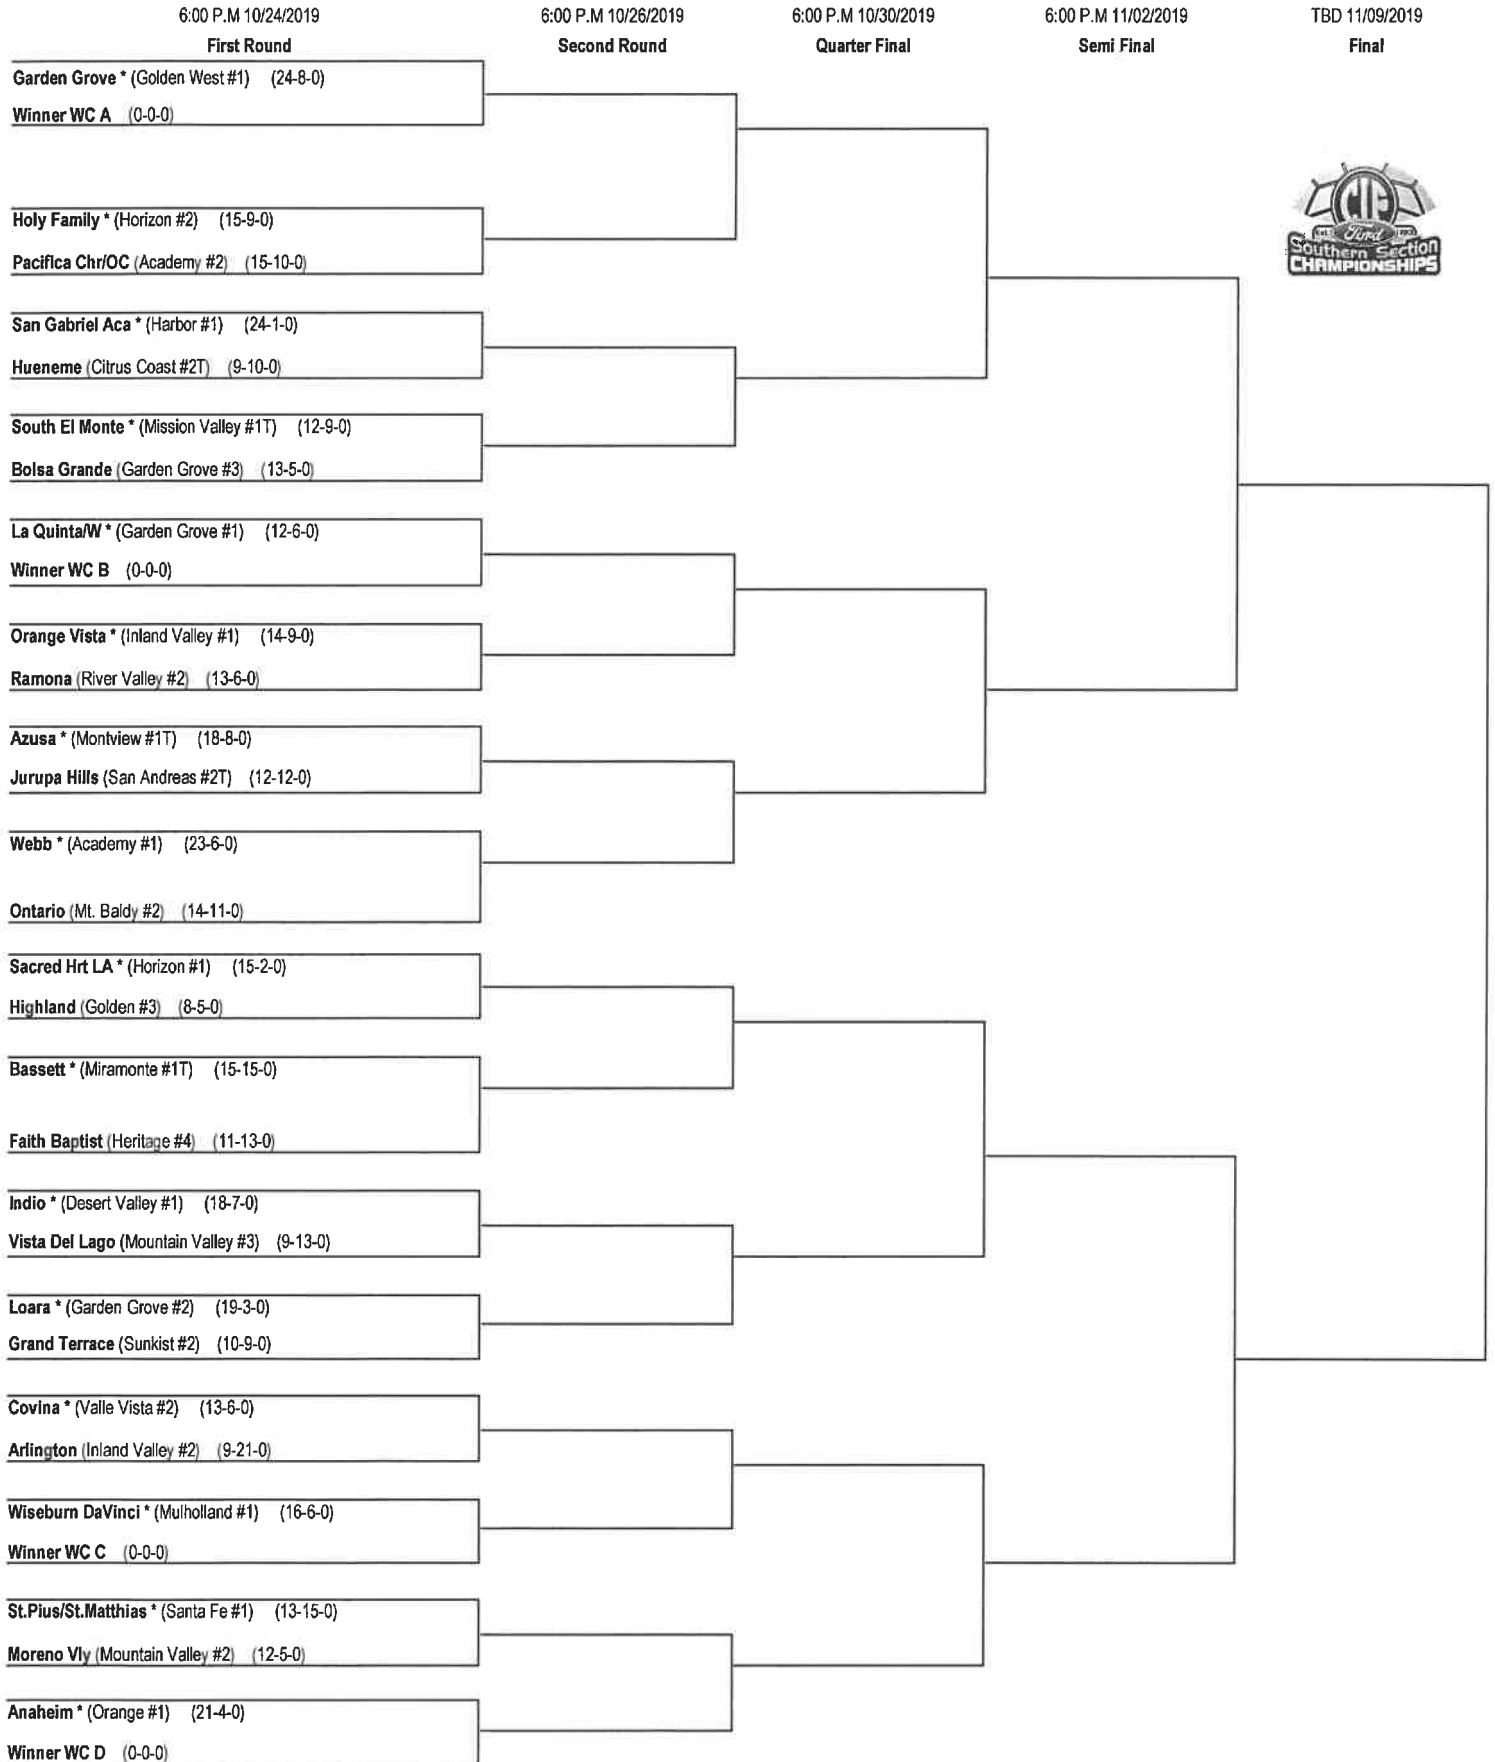 6:00 P.M 10/24/2019 6:00 P.M 10/26/2019 6:00 P.M 10/30/2019 6:00 P.M 11/02/2019 TBD 11/09/2019
First Round Second Round Quarter Final Semi Final Final
Garden Grove * (Golden West #1) (24-8-0)
Winner WC A (0-0-0)
Holy Family * (Horizon #2) (15-9-0)
Pacifica Chr/OC (Academy #2) (15-10-0)
CIF
Ford
Southern Section
CHAMPIONSHIPS
San Gabriel Aca * (Harbor #1) (24-1-0)
Hueneme (Citrus Coast #2T) (9-10-0)
South El Monte * (Mission Valley #1T) (12-9-0)
Bolsa Grande (Garden Grove #3) (13-5-0)
La Quinta/W * (Garden Grove #1) (12-6-0)
Winner WC B (0-0-0)
Orange Vista * (Inland Valley #1) (14-9-0)
Ramona (River Valley #2) (13-6-0)
Azusa * (Montview #1T) (18-8-0)
Jurupa Hills (San Andreas #2T) (12-12-0)
Webb * (Academy #1) (23-6-0)
Ontario (Mt. Baldy #2) (14-11-0)
Sacred Hrt LA * (Horizon #1) (15-2-0)
Highland (Golden #3) (8-5-0)
Bassett * (Miramonte #1T) (15-15-0)
Faith Baptist (Heritage #4) (11-13-0)
Indio * (Desert Valley #1) (18-7-0)
Vista Del Lago (Mountain Valley #3) (9-13-0)
Loara * (Garden Grove #2) (19-3-0)
Grand Terrace (Sunkist #2) (10-9-0)
Covina * (Valle Vista #2) (13-6-0)
Arlington (Inland Valley #2) (9-21-0)
Wiseburn DaVinci * (Mulholland #1) (16-6-0)
Winner WC C (0-0-0)
St.Pius/St.Matthias * (Santa Fe #1) (13-15-0)
Moreno Vly (Mountain Valley #2) (12-5-0)
Anaheim * (Orange #1) (21-4-0)
Winner WC D (0-0-0)